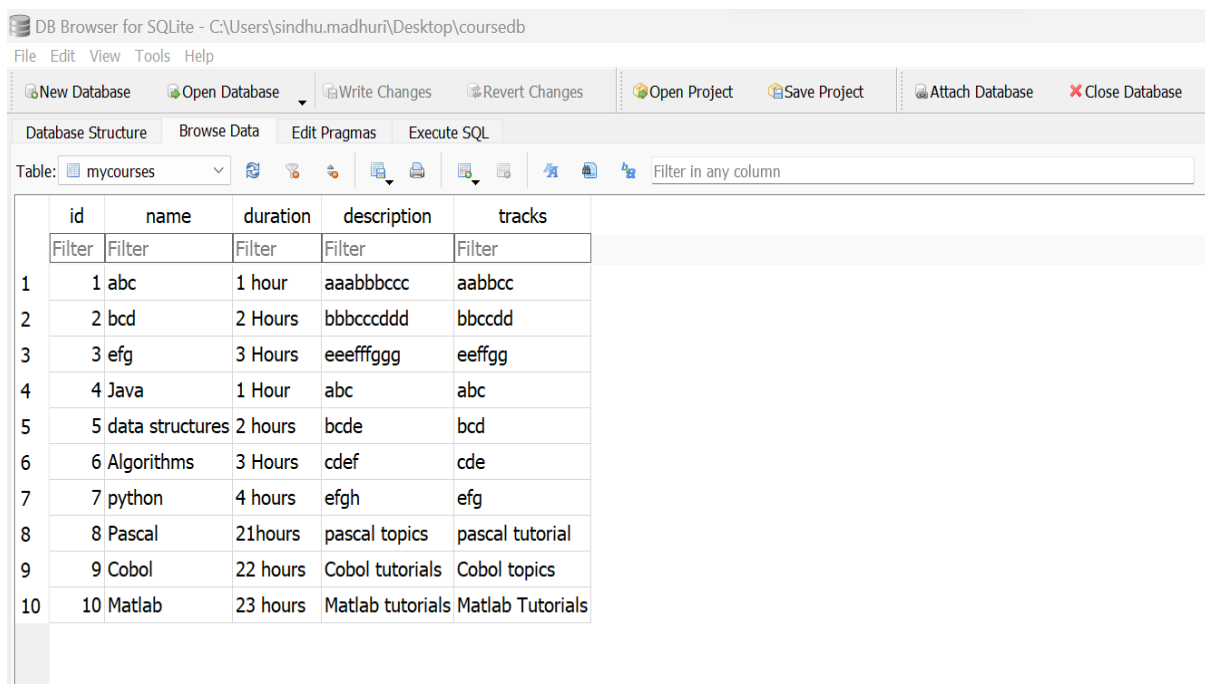 DB Browser for SQLite - C:\Users\sindhu.madhuri\Desktop\coursedb
File Edit View Tools Help
New Database Open Database Write Changes Revert Changes Open Project Save Project Attach Database Close Database
Database Structure Browse Data Edit Pragmas Execute SQL
Table: mycourses Filter in any column
id name duration description tracks
Filter Filter Filter Filter Filter
1 1 abc 1 hour aaabbbccc aabbcc
2 2 bcd 2 Hours bbbcccddd bbccdd
3 3 efg 3 Hours eeefffggg eeffgg
4 4 Java 1 Hour abc abc
5 5 data structures 2 hours bcde bcd
6 6 Algorithms 3 Hours cdef cde
7 7 python 4 hours efgh efg
8 8 Pascal 21hours pascal topics pascal tutorial
9 9 Cobol 22 hours Cobol tutorials Cobol topics
10 10 Matlab 23 hours Matlab tutorials Matlab Tutorials